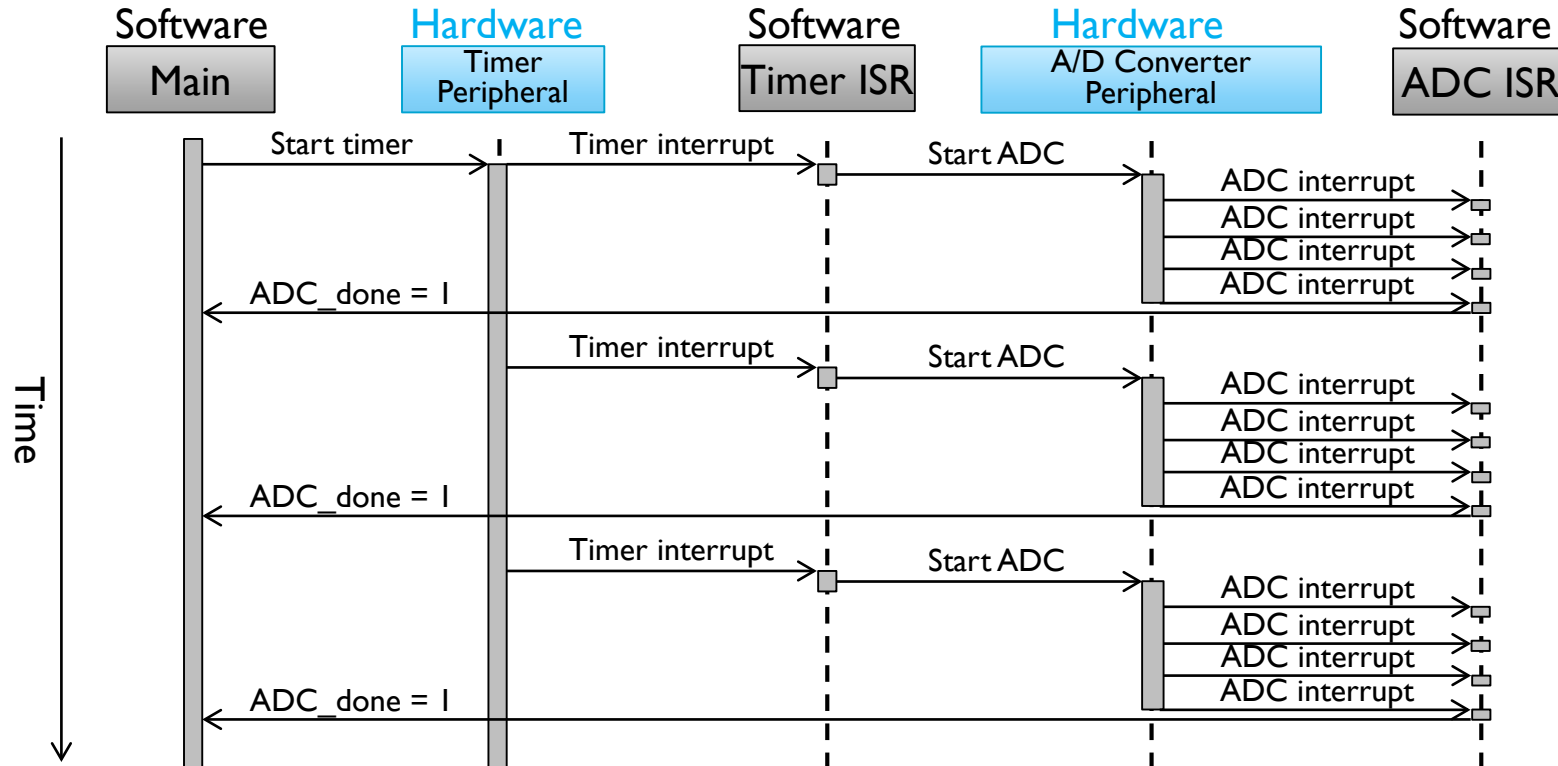 Software
Hardware
Software
Hardware
Software
Main
Timer
Peripheral
Timer ISR
A/D Converter
Peripheral
ADC ISR
Start timer
Timer interrupt
Start ADC
ADC interrupt
ADC interrupt
ADC interrupt
ADC interrupt
ADC_done = 1
Timer interrupt
Start ADC
ADC interrupt
ADC interrupt
ADC interrupt
ADC interrupt
ADC_done = 1
Timer interrupt
Start ADC
ADC interrupt
ADC interrupt
ADC interrupt
ADC interrupt
ADC_done = 1
Time